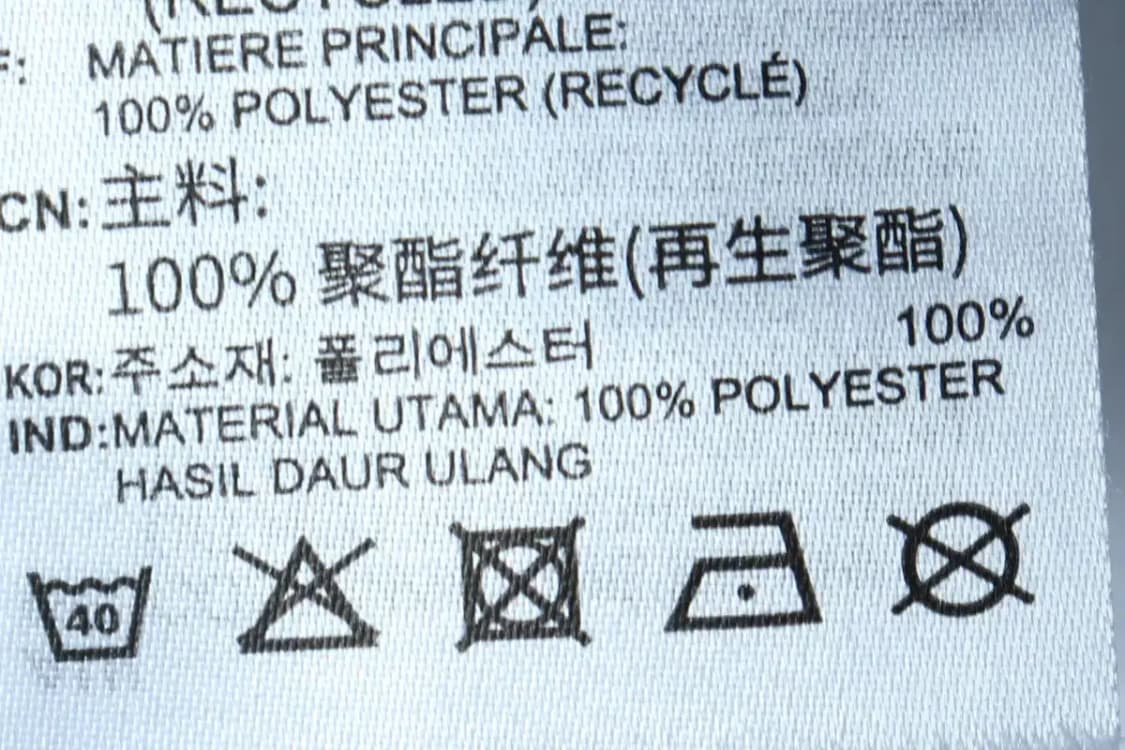 (RECYCLED)
F: MATIERE PRINCIPALE:
100% POLYESTER (RECYCLÉ)
CN: 主料:
100% 聚酯纤维(再生聚酯)
KOR: 주소재: 폴리에스터 100%
IND: MATERIAL UTAMA: 100% POLYESTER
HASIL DAUR ULANG
40